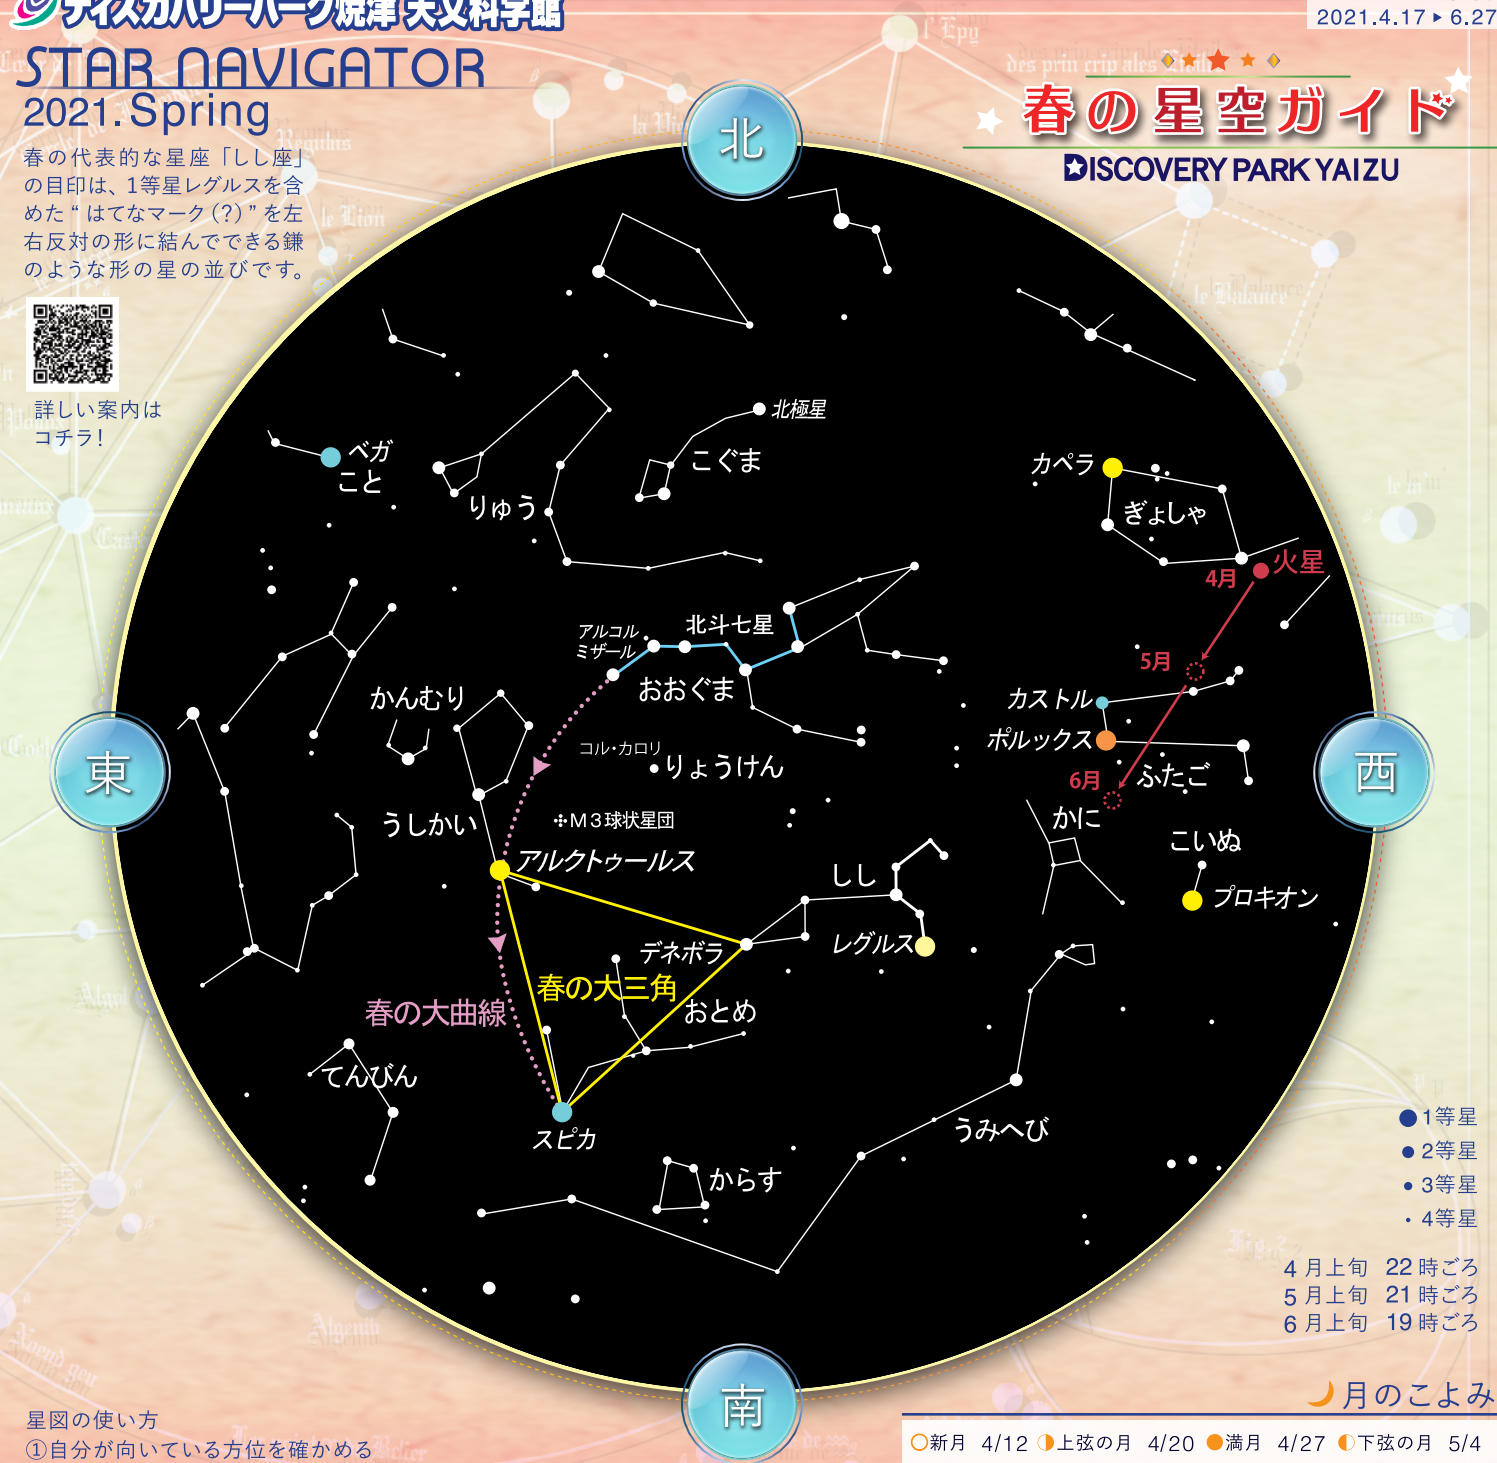 ディスカバリーパーク焼津 天文科学館
STAR NAVIGATOR
2021. Spring
春の代表的な星座「しし座」
の目印は、1等星レグルスを含
めた“はてなマーク(?)”を左
右反対の形に結んでできる鎌
のような形の星の並びです。
詳しい案内は
コチラ!
2021.4.17▶6.27
春の星空ガイド
DISCOVERY PARK YAIZU
北
北極星
こぐま
ベガ
こと
りゅう
カペラ
ぎょしゃ
火星
4月
5月
6月
アルコル
ミザール
北斗七星
おおぐま
カストル
ポルックス
ふたご
かんむり
コル・カロリ
りょうけん
東
西
うしかい
M3球状星団
かに
こいぬ
アルクトゥールス
しし
プロキオン
デネボラ
レグルス
春の大三角
春の大曲線
おとめ
てんびん
スピカ
うみへび
からす
南
1等星
2等星
3等星
4等星
4月上旬 22時ごろ
5月上旬 21時ごろ
6月上旬 19時ごろ
月のこよみ
新月 4/12 上弦の月 4/20 満月 4/27 下弦の月 5/4
星図の使い方
①自分が向いている方位を確かめる